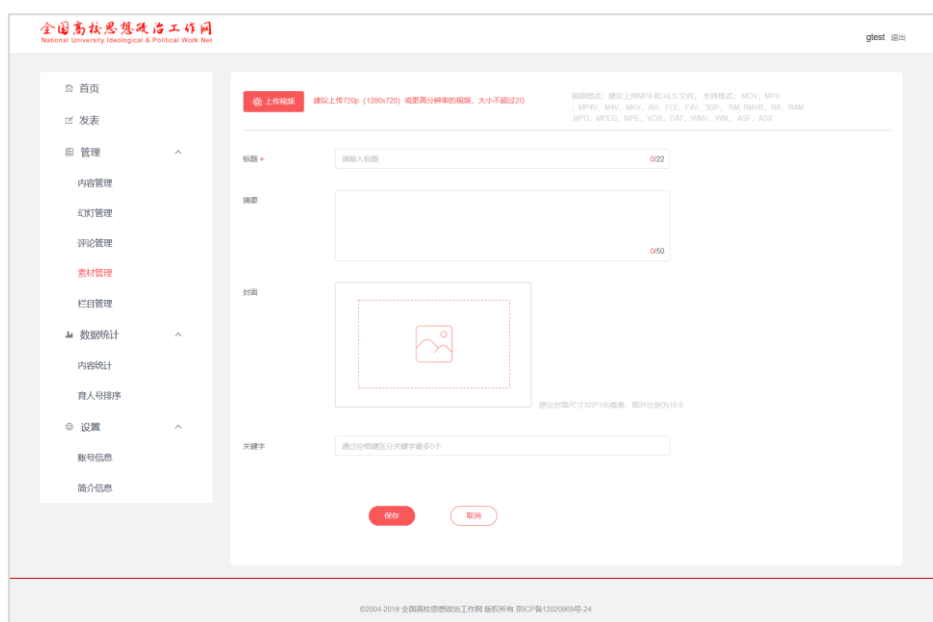 全国高校思想政治工作网
National University Ideological & Political Work Net
gtest 退出
首页
发表
管理
内容管理
幻灯管理
评论管理
素材管理
栏目管理
数据统计
内容统计
育人号排序
设置
账号信息
简介信息
上传视频
建议上传720p（1280x720）或更高分辨率的视频，大小不超过2G
视频格式：建议上传MP4 和 HLS 文件。 支持格式： MOV、MP4
、MP4V、M4V、MKV、AVI、FLV、F4V、3GP、RM, RMVB、RA、RAM
,MPG、MPEG、MPE、VOB、DAT、WMV、WM、ASF、ASX
标题 *
请输入标题
0/22
摘要
0/50
封面
建议封面尺寸320*180像素，图片比例为16:9
关键字
通过空格键区分关键字最多5个
保存
取消
©2004-2018 全国高校思想政治工作网 版权所有 京ICP备12020869号-24